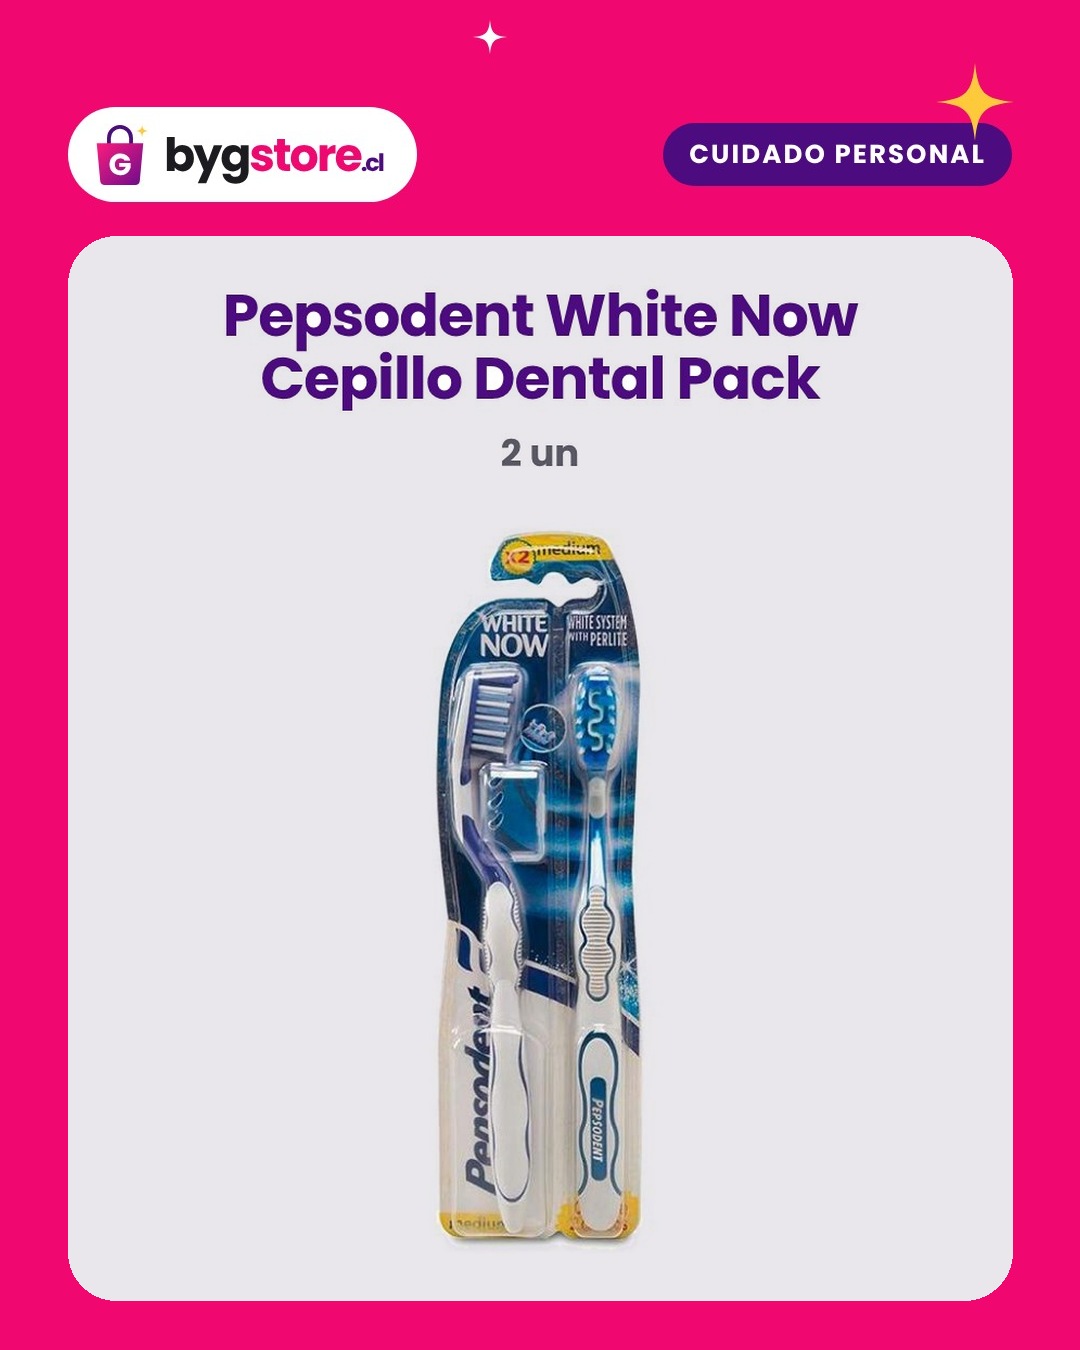 bygstore.cl
G
CUIDADO PERSONAL
Pepsodent White Now
Cepillo Dental Pack
2 un
X2 medium
WHITE
NOW
WHITE SYSTEM
WITH PERLITE
Pepsodent
PEPSODENT
medium